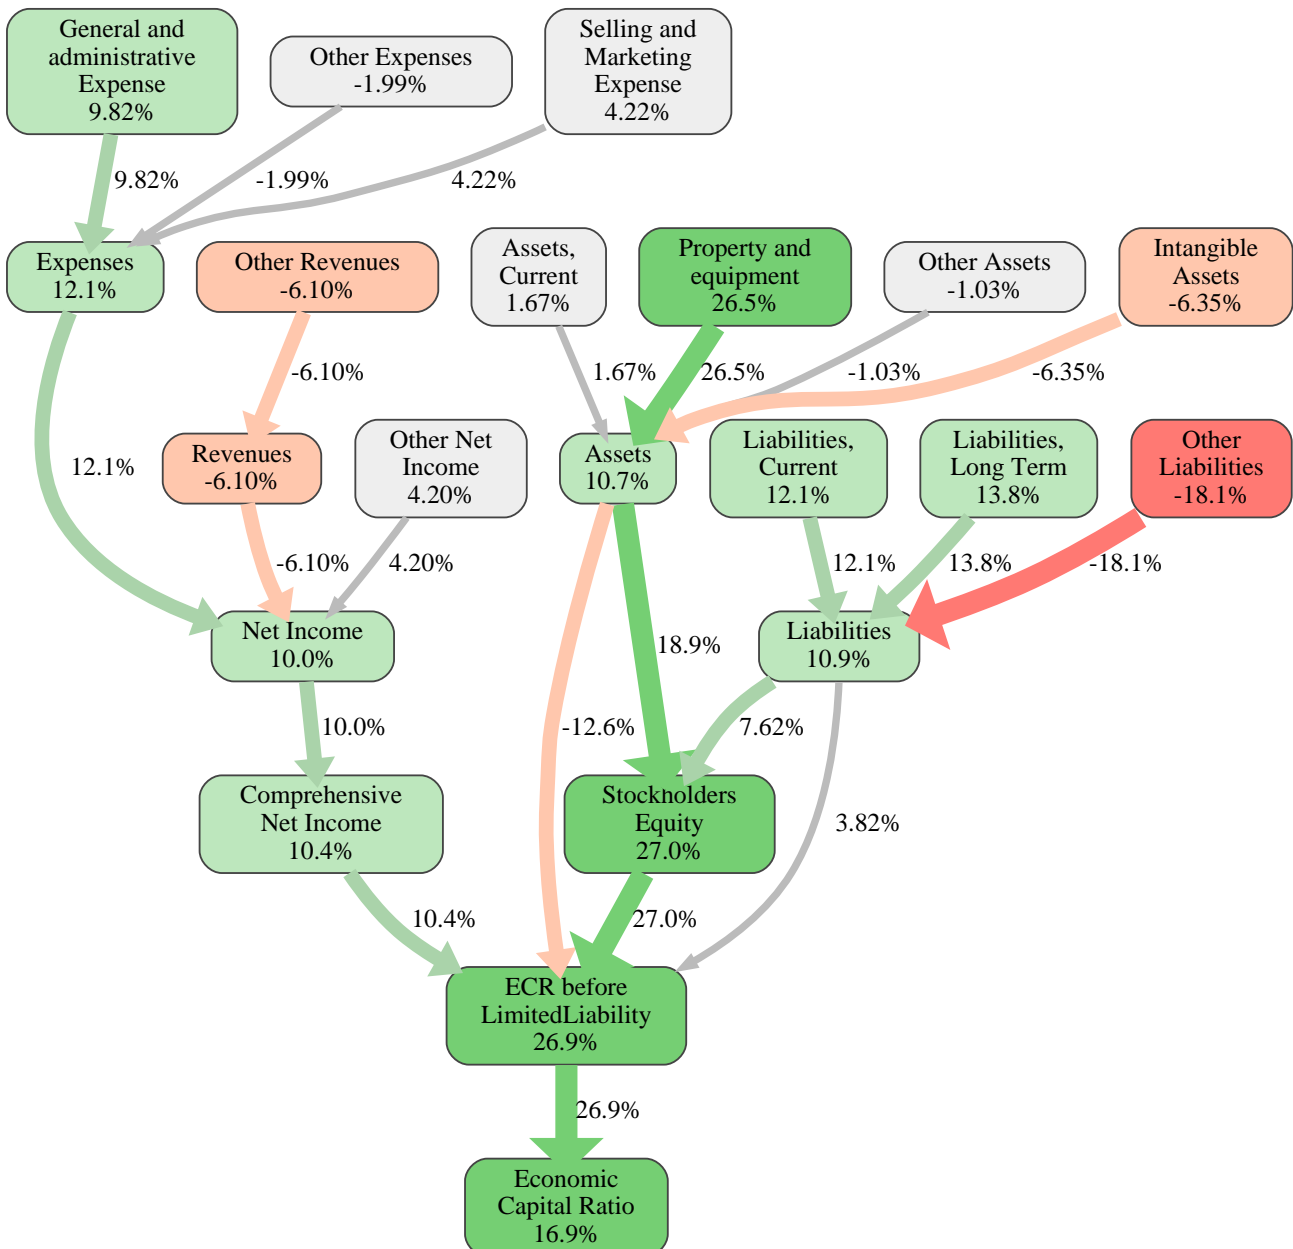 General and
administrative
Expense
9.82%
Other Expenses
-1.99%
Selling and
Marketing
Expense
4.22%
9.82%
-1.99%
4.22%
Expenses
12.1%
Other Revenues
-6.10%
Assets,
Current
1.67%
Property and
equipment
26.5%
Other Assets
-1.03%
Intangible
Assets
-6.35%
-6.10%
1.67%
26.5%
-1.03%
-6.35%
12.1%
Revenues
-6.10%
Other Net
Income
4.20%
Assets
10.7%
Liabilities,
Current
12.1%
Liabilities,
Long Term
13.8%
Other
Liabilities
-18.1%
-6.10%
4.20%
12.1%
13.8%
-18.1%
Net Income
10.0%
18.9%
Liabilities
10.9%
10.0%
-12.6%
7.62%
Comprehensive
Net Income
10.4%
Stockholders
Equity
27.0%
3.82%
10.4%
27.0%
ECR before
LimitedLiability
26.9%
26.9%
Economic
Capital Ratio
16.9%